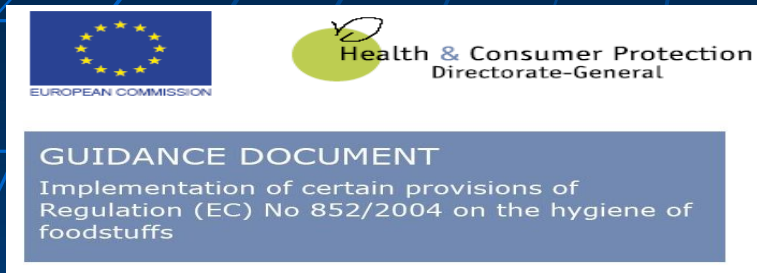 EUROPEAN COMMISSION
Health & Consumer Protection
Directorate-General
GUIDANCE DOCUMENT
Implementation of certain provisions of
Regulation (EC) No 852/2004 on the hygiene of
foodstuffs